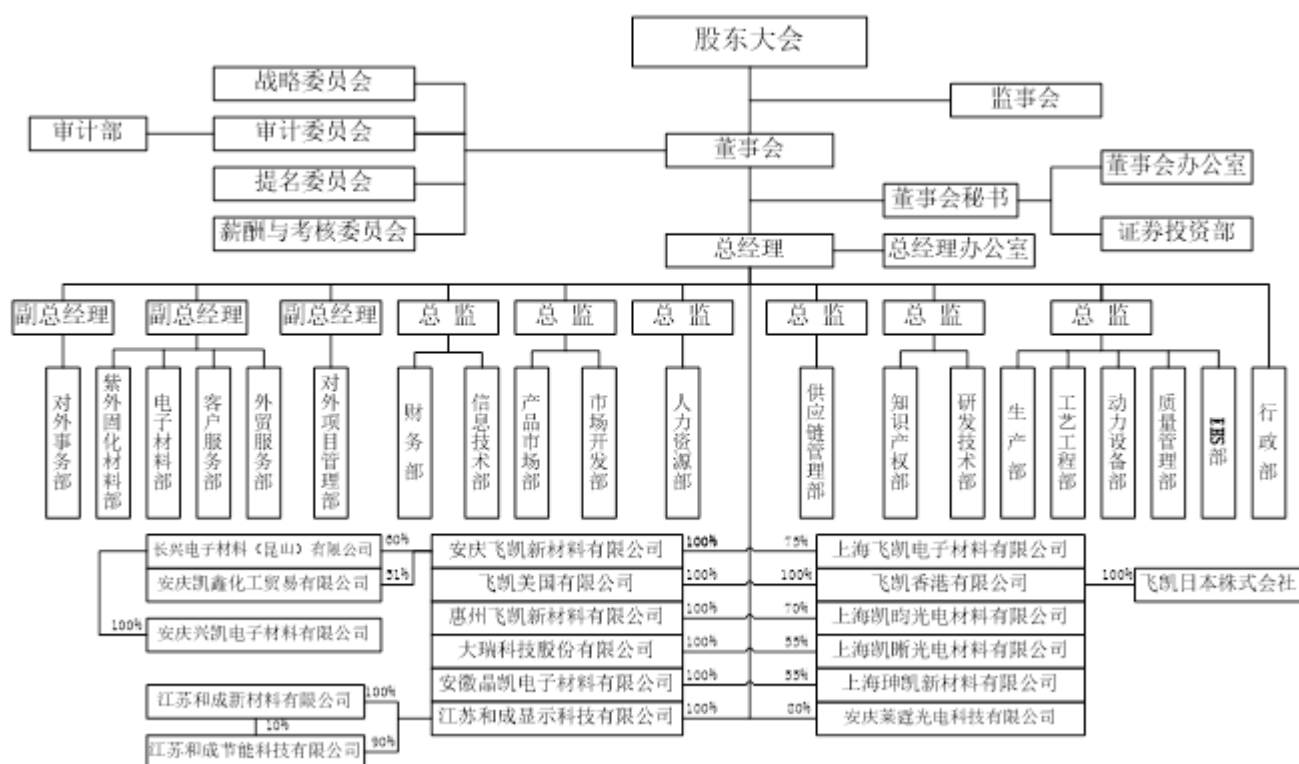 股东大会
战略委员会
监事会
审计部
审计委员会
董事会
董事会办公室
提名委员会
董事会秘书
薪酬与考核委员会
总经理
总经理办公室
证券投资部
副总经理
副总经理
副总经理
总 监
总 监
总 监
总 监
总 监
总 监
对外事务部
紫外固化材料部
电子材料部
客户服务部
外贸服务部
对外项目管理部
财务部
信息技术部
产品市场部
市场开发部
人力资源部
供应链管理部
知识产权部
研发技术部
生产部
工艺工程部
动力设备部
质量管理部
EHS部
行政部
长兴电子材料（昆山）有限公司
60%
安庆飞凯新材料有限公司
100%
75%
上海飞凯电子材料有限公司
安庆凯鑫化工贸易有限公司
51%
飞凯美国有限公司
100%
100%
飞凯香港有限公司
100%
飞凯日本株式会社
100%
安庆兴凯电子材料有限公司
惠州飞凯新材料有限公司
100%
70%
上海凯昀光电材料有限公司
大瑞科技股份有限公司
100%
55%
上海凯晰光电材料有限公司
安徽晶凯电子材料有限公司
100%
55%
上海珅凯新材料有限公司
江苏和成新材料有限公司
100%
江苏和成显示科技有限公司
100%
80%
安庆莱霆光电科技有限公司
10%
江苏和成节能科技有限公司
90%